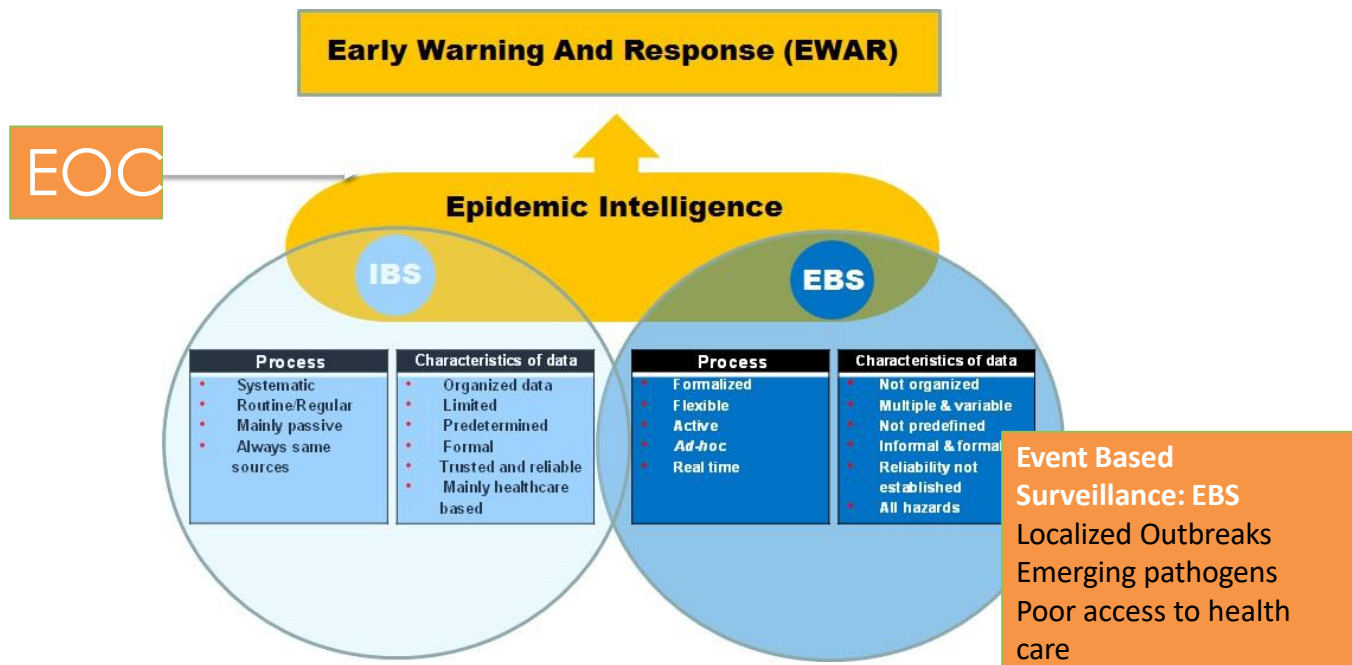 Early Warning And Response (EWAR)
EOC
Epidemic Intelligence
IBS
EBS
Process
• Systematic
• Routine/Regular
• Mainly passive
• Always same
sources
Characteristics of data
• Organized data
• Limited
• Predetermined
• Formal
• Trusted and reliable
• Mainly healthcare
based
Process
• Formalized
• Flexible
• Active
• Ad-hoc
• Real time
Characteristics of data
• Not organized
• Multiple & variable
• Not predefined
• Informal & formal
• Reliability not
established
• All hazards
Event Based
Surveillance: EBS
Localized Outbreaks
Emerging pathogens
Poor access to health
care